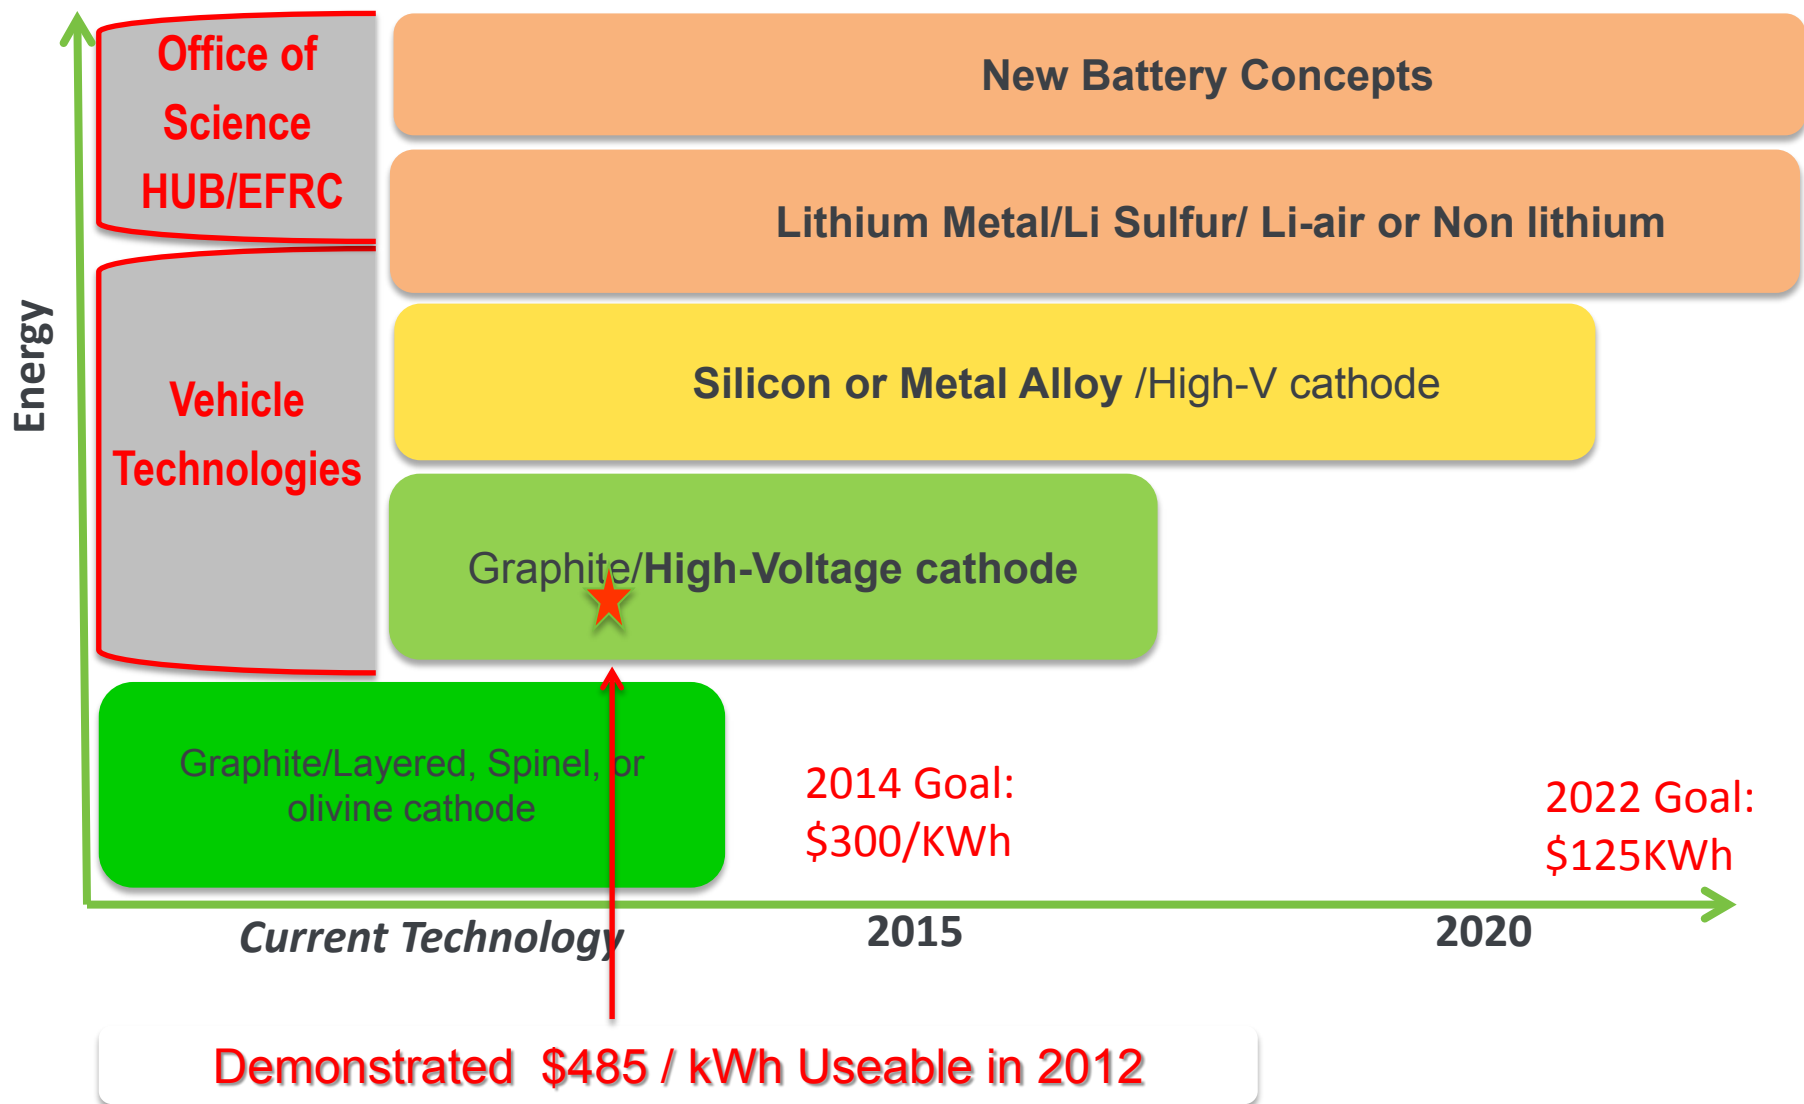 Office of
Science
HUB/EFRC
New Battery Concepts
Lithium Metal/Li Sulfur/ Li-air or Non lithium
Energy
Vehicle
Technologies
Silicon or Metal Alloy /High-V cathode
Graphite/High-Voltage cathode
Graphite/Layered, Spinel, or
olivine cathode
2014 Goal:
$300/KWh
2022 Goal:
$125KWh
Current Technology
2015
2020
Demonstrated $485 / kWh Useable in 2012